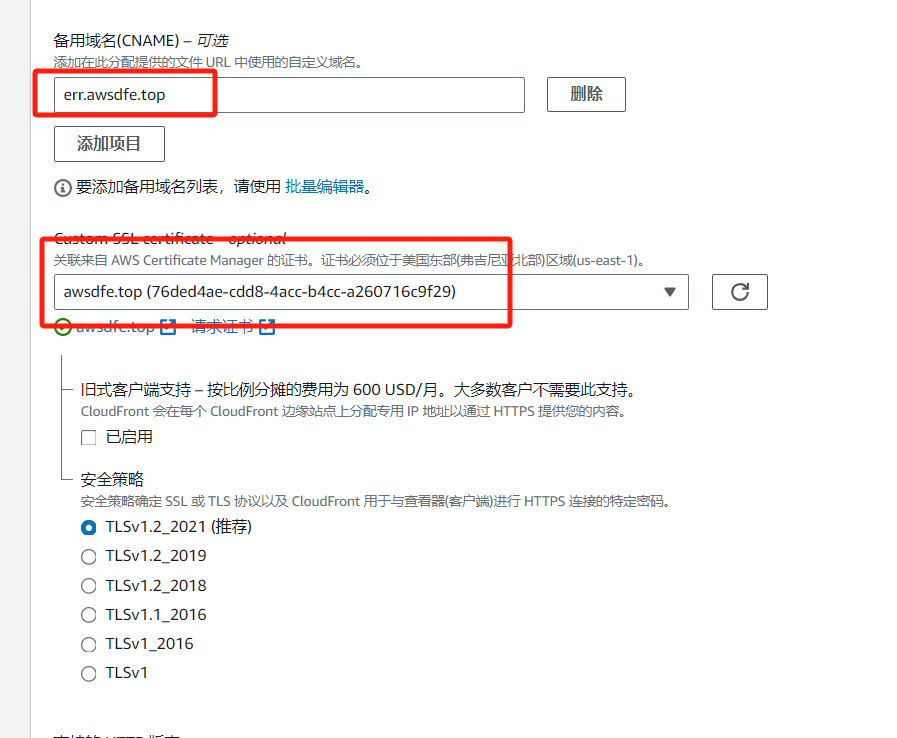 备用域名(CNAME) – 可选
添加在此分配提供的文件 URL 中使用的自定义域名。
err.awsdfe.top
删除
添加项目
要添加备用域名列表，请使用 批量编辑器。
Custom SSL certificate - optional
关联来自 AWS Certificate Manager 的证书。证书必须位于美国东部(弗吉尼亚北部)区域(us-east-1)。
awsdfe.top (76ded4ae-cdd8-4acc-b4cc-a260716c9f29)
awsdfe.top 请求证书
旧式客户端支持 – 按比例分摊的费用为 600 USD/月。大多数客户不需要此支持。
CloudFront 会在每个 CloudFront 边缘站点上分配专用 IP 地址以通过 HTTPS 提供您的内容。
已启用
安全策略
安全策略确定 SSL 或 TLS 协议以及 CloudFront 用于与查看器(客户端)进行 HTTPS 连接的特定密码。
TLSv1.2_2021 (推荐)
TLSv1.2_2019
TLSv1.2_2018
TLSv1.1_2016
TLSv1_2016
TLSv1